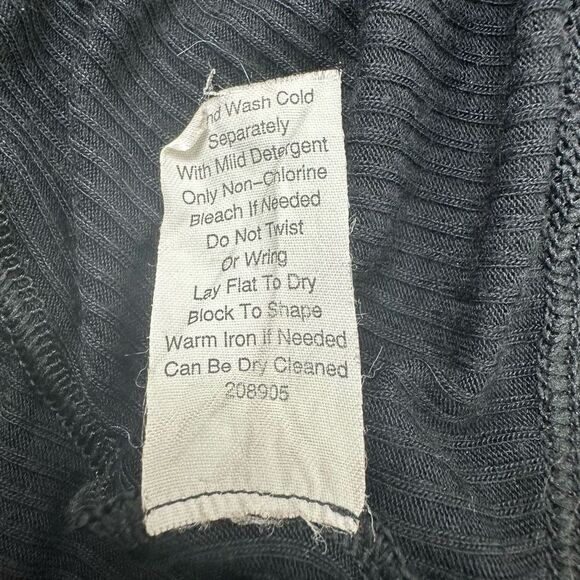 nd Wash Cold
Separately
With Mild Detergent
Only Non-Chlorine
Bleach If Needed
Do Not Twist
Or Wring
Lay Flat To Dry
Block To Shape
Warm Iron If Needed
Can Be Dry Cleaned
208905